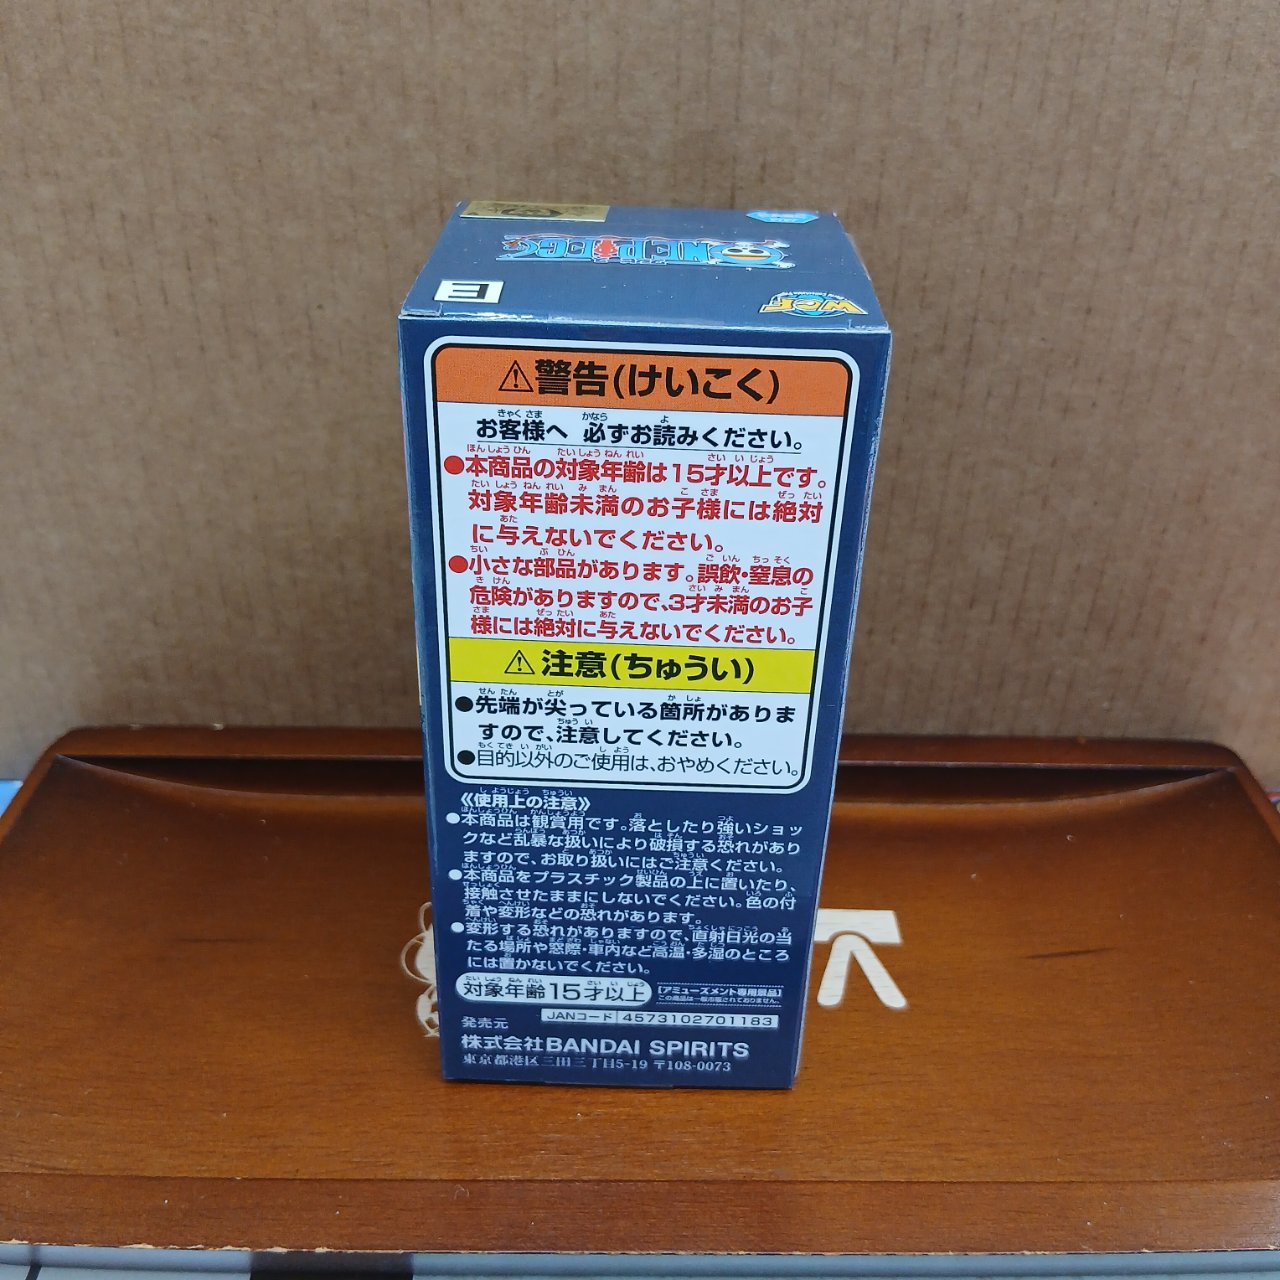 ONE PIECE
E
WCF
⚠警告(けいこく)
お客様へ 必ずお読みください。
●本商品の対象年齢は15才以上です。
対象年齢未満のお子様には絶対
に与えないでください。
●小さな部品があります。誤飲・窒息の
危険がありますので、3才未満のお子
様には絶対に与えないでください。
⚠注意(ちゅうい)
●先端が尖っている箇所がありま
すので、注意してください。
●目的以外のご使用は、おやめください。
《使用上の注意》
●本商品は観賞用です。落としたり強いショッ
クなど乱暴な扱いにより破損する恐れがあり
ますので、お取り扱いにはご注意ください。
●本商品をプラスチック製品の上に置いたり、
接触させたままにしないでください。色の付
着や変形などの恐れがあります。
●変形する恐れがありますので、直射日光の当
たる場所や窓際・車内など高温・多湿のところ
には置かないでください。
対象年齢15才以上
【アミューズメント専用景品】
この商品は一般市販されておりません。
JANコード 4573102701183
発売元
株式会社BANDAI SPIRITS
東京都港区三田三丁目5-19 〒108-0073